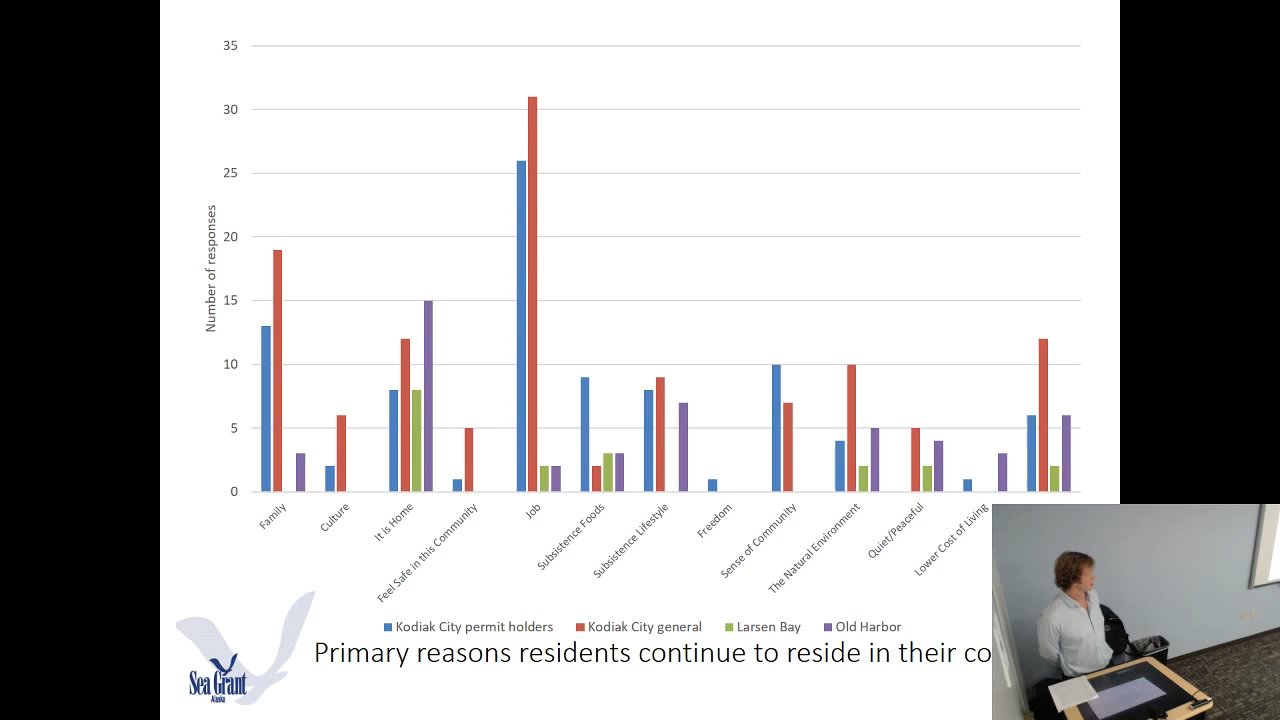 35
30
25
20
15
10
5
0
Number of responses
Family
Culture
It is Home
Feel Safe in this Community
Job
Subsistence Foods
Subsistence Lifestyle
Freedom
Sense of Community
The Natural Environment
Quiet/Peaceful
Lower Cost of Living
Kodiak City permit holders
Kodiak City general
Larsen Bay
Old Harbor
Primary reasons residents continue to reside in their co
Sea Grant
Alaska